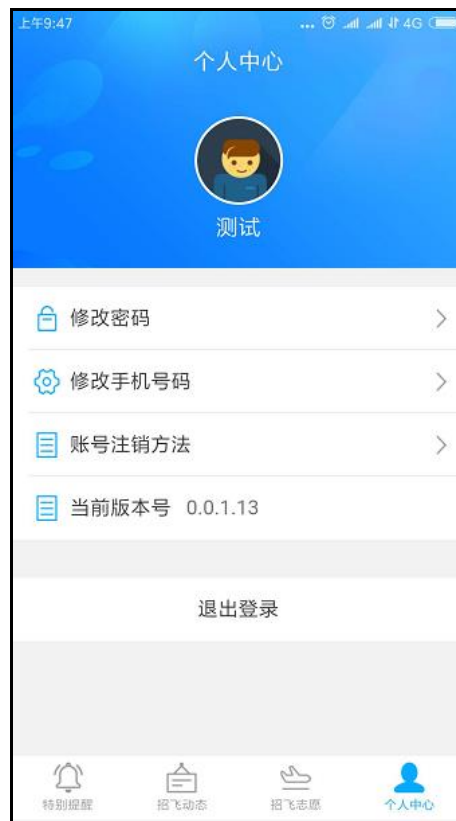 上午9:47 ... 4G
个人中心
测试
修改密码
修改手机号码
账号注销方法
当前版本号 0.0.1.13
退出登录
特别提醒 招飞动态 招飞志愿 个人中心